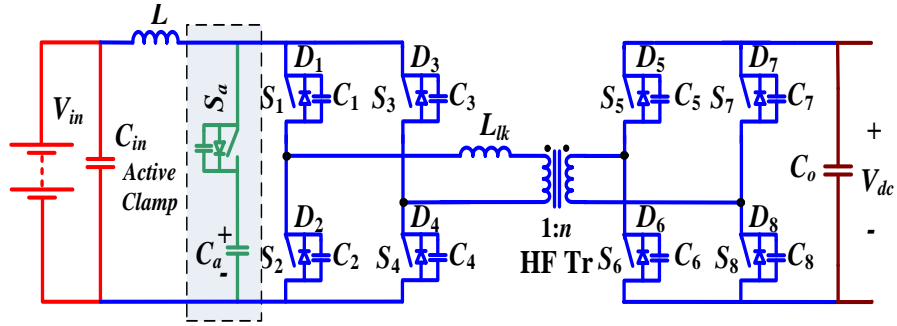 L
D1 D3 D5 D7
Sa
S1 C1 S3 C3 S5 C5 S7 C7
Vin
Cin
Llk
Active
Clamp
Co
+
Vdc
-
1:n
HF Tr
D2 D4 D6 D8
+
Ca
-
S2 C2 S4 C4 S6 C6 S8 C8